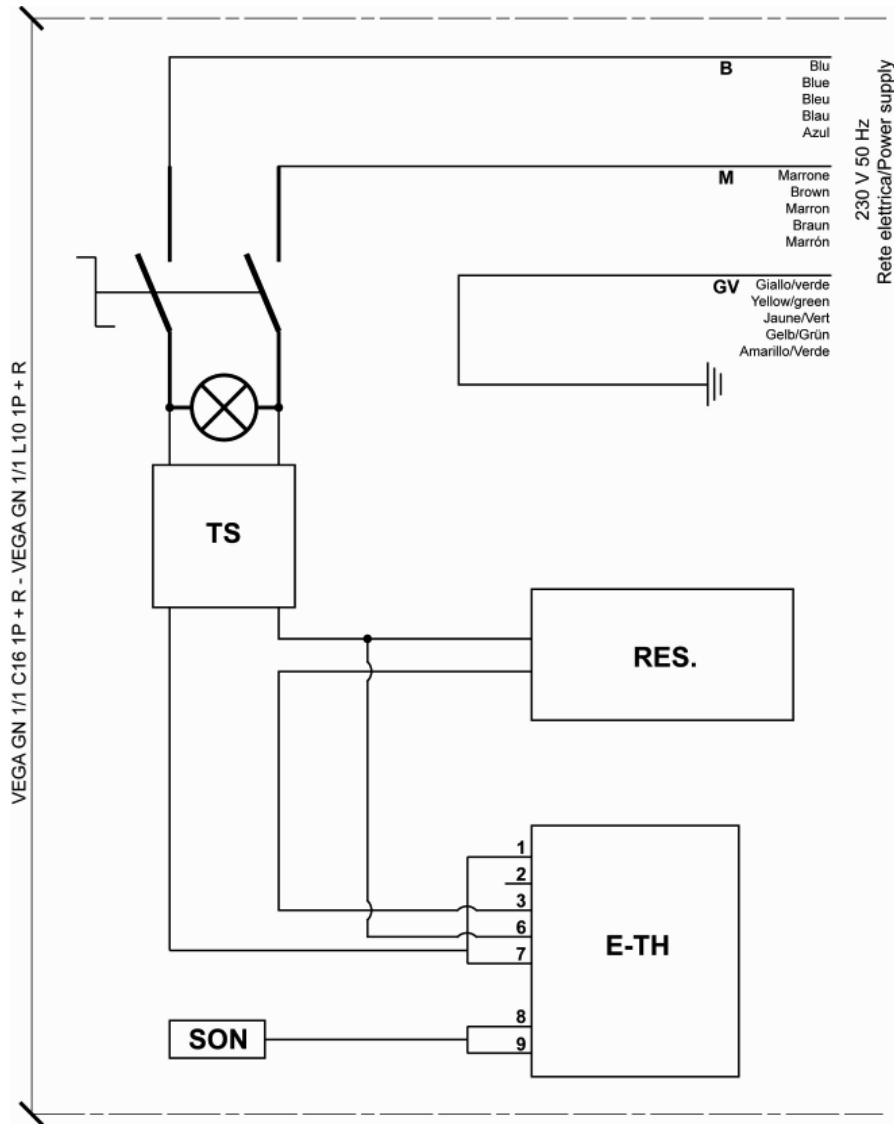 B
Blu
Blue
Bleu
Blau
Azul
M
Marrone
Brown
Marron
Braun
Marrón
GV
Giallo/verde
Yellow/green
Jaune/Vert
Gelb/Grün
Amarillo/Verde
230 V 50 Hz
Rete elettrica/Power supply
VEGA GN 1/1 C16 1P + R - VEGA GN 1/1 L10 1P + R
TS
RES.
1
2
3
6
7
8
9
E-TH
SON